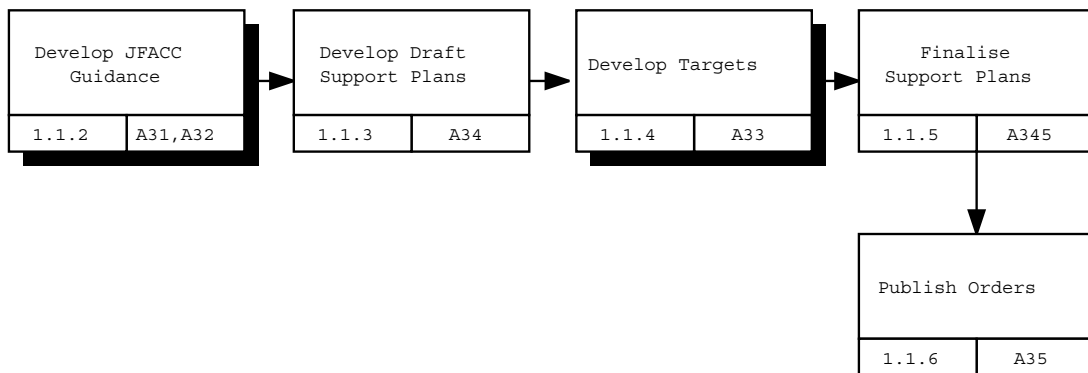 Develop JFACC
Guidance
1.1.2
A31,A32
Develop Draft
Support Plans
1.1.3
A34
Develop Targets
1.1.4
A33
Finalise
Support Plans
1.1.5
A345
Publish Orders
1.1.6
A35